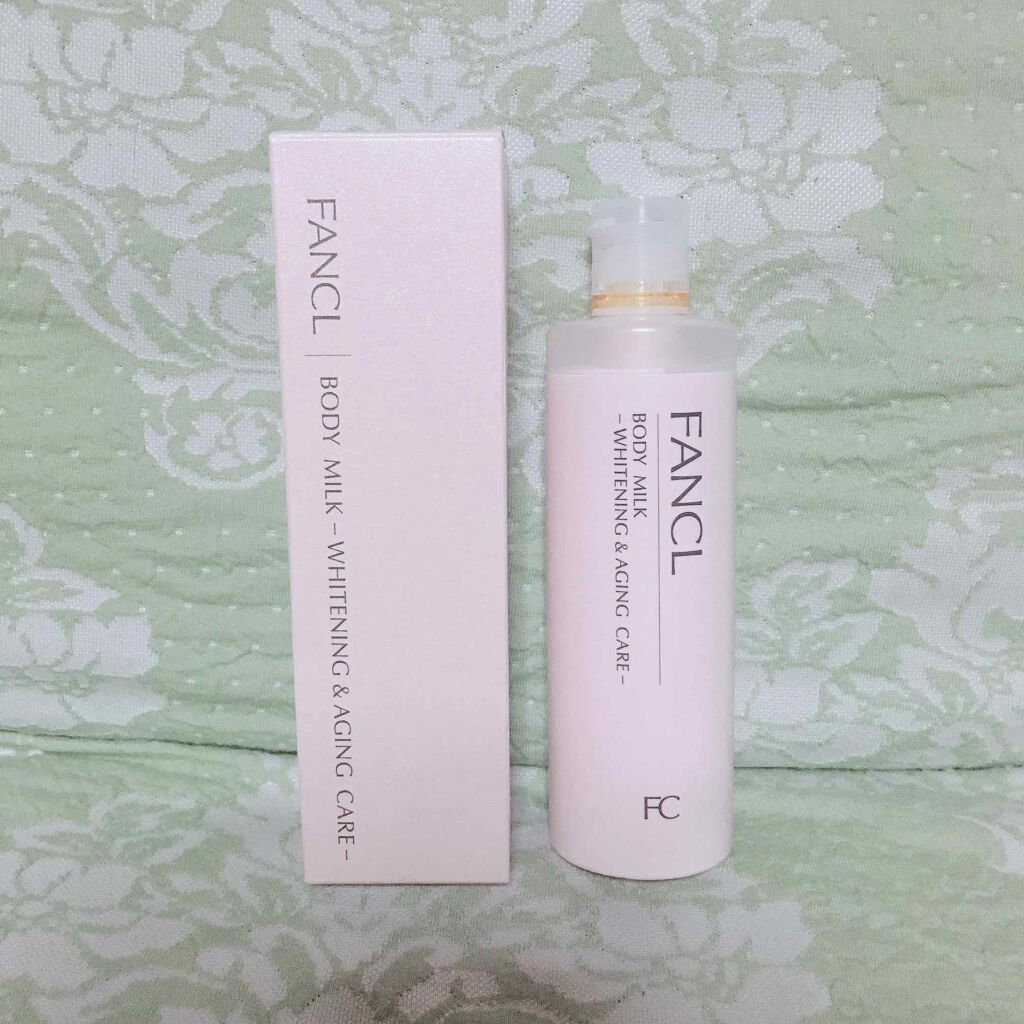 FANCL | BODY MILK – WHITENING & AGING CARE –
FANCL
BODY MILK
– WHITENING & AGING CARE –
FC